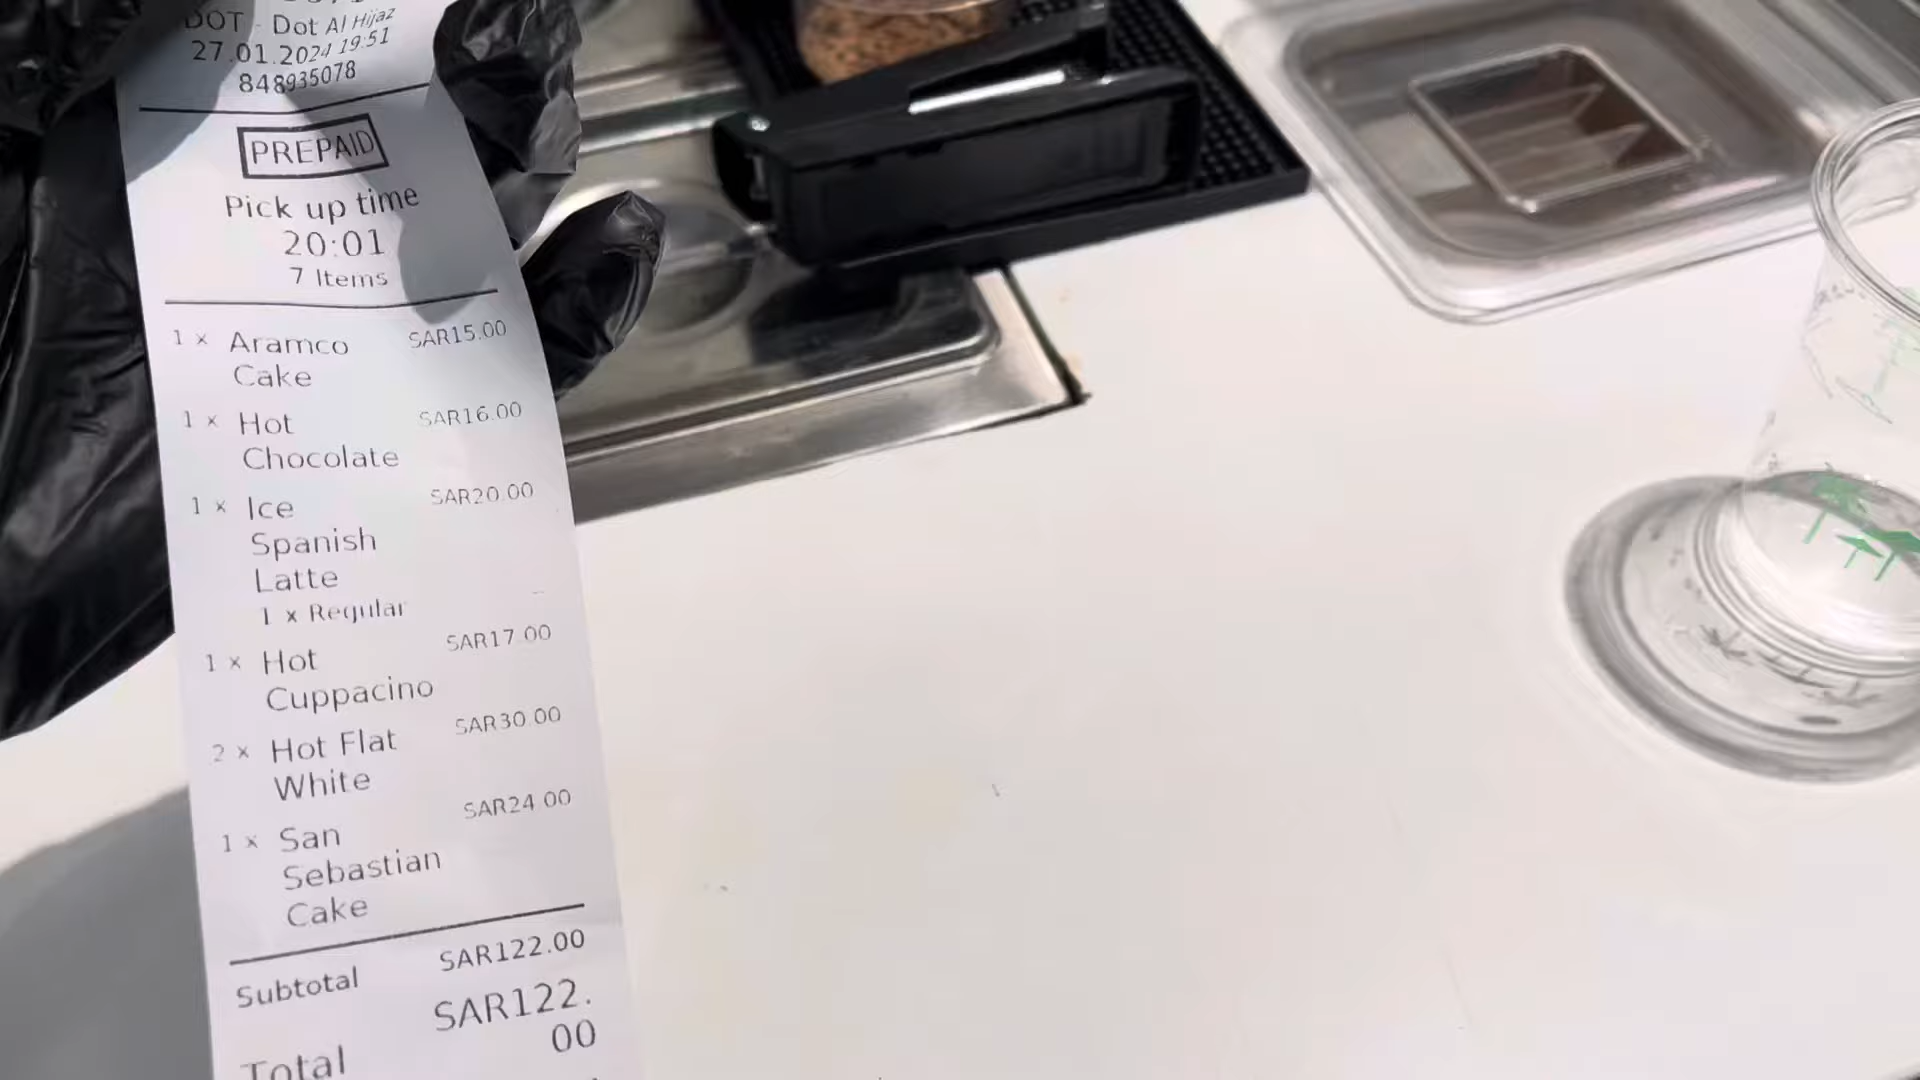 DOT - Dot Al Hijaz
27.01.2024 19:51
848935078
PREPAID
Pick up time
20:01
7 Items
1 x Aramco SAR15.00
Cake
1 x Hot SAR16.00
Chocolate
1 x Ice SAR20.00
Spanish
Latte
1 x Regular
1 x Hot SAR17.00
Cuppacino
2 x Hot Flat SAR30.00
White
1 x San SAR24.00
Sebastian
Cake
Subtotal SAR122.00
Total SAR122.
00